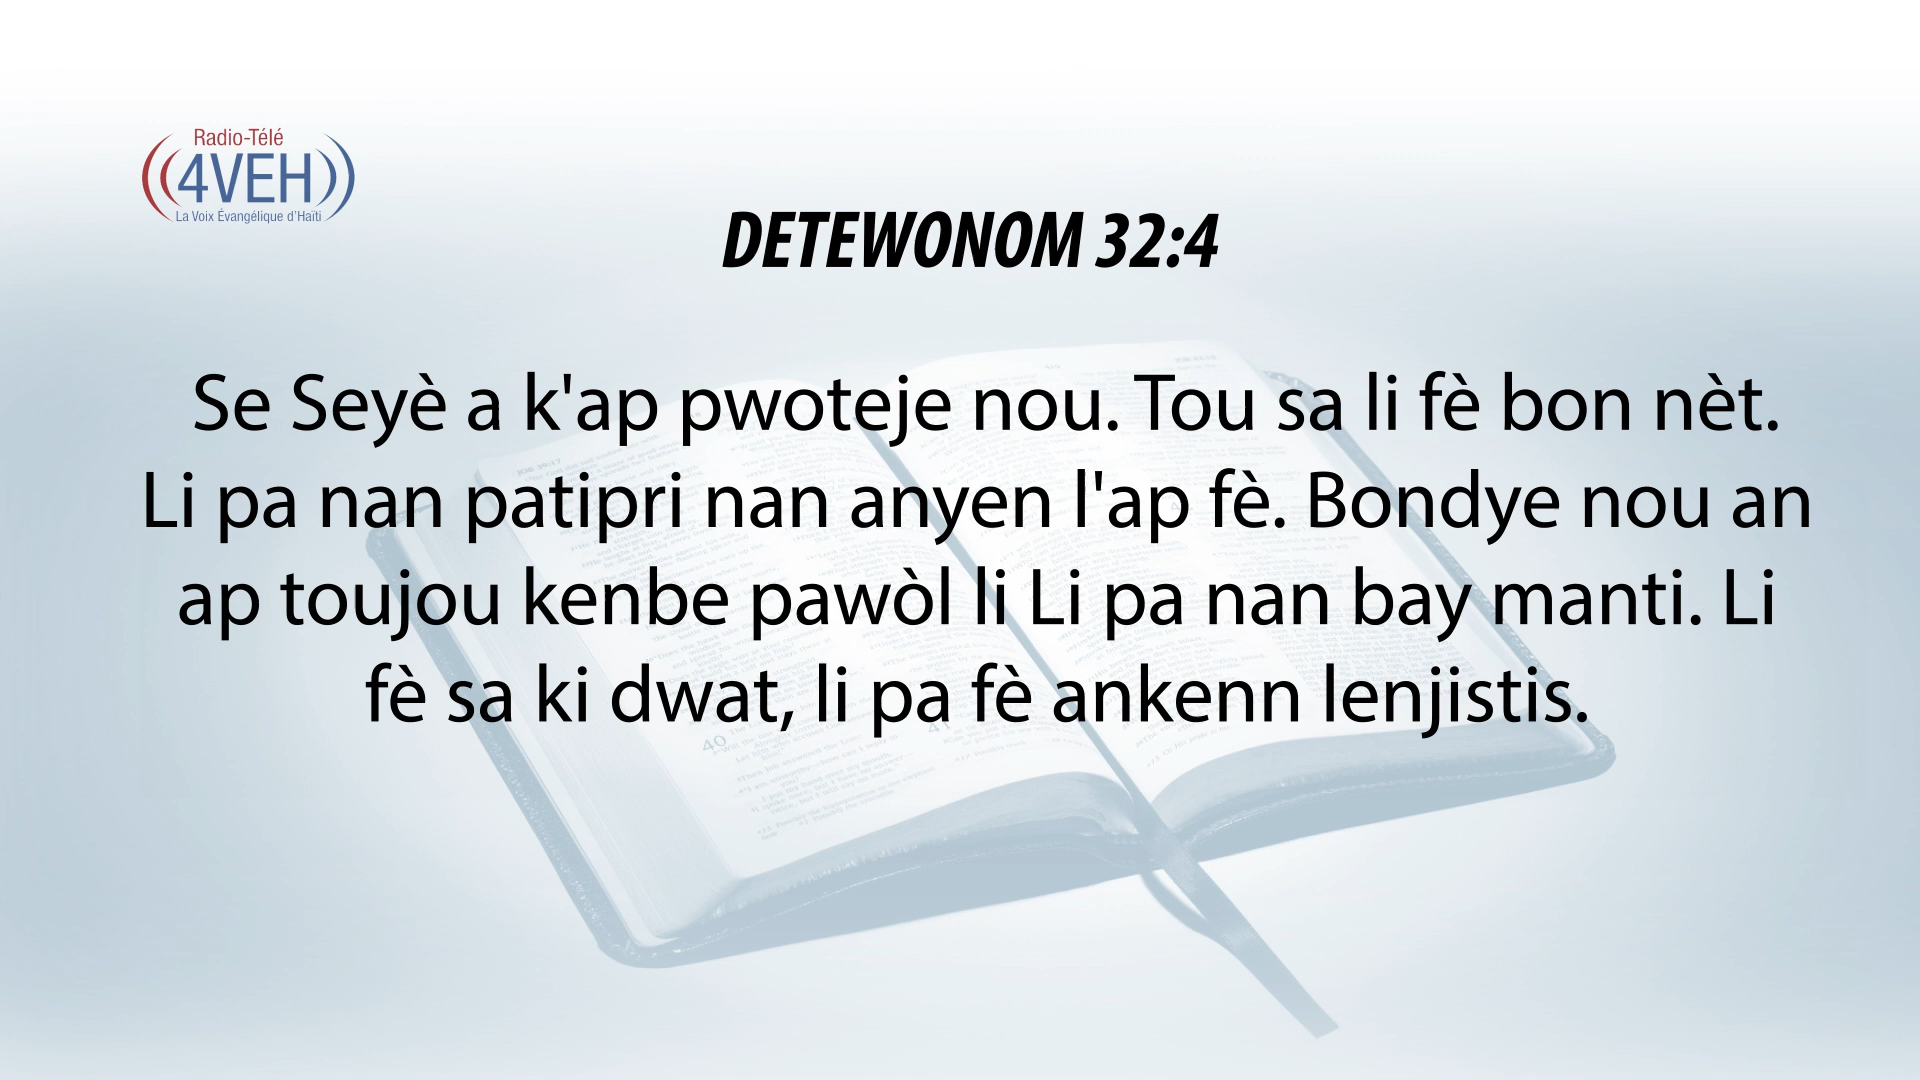 Radio-Télé
4VEH
La Voix Évangélique d'Haïti
DETEWONOM 32:4
Se Seyè a k'ap pwoteje nou. Tou sa li fè bon nèt.
Li pa nan patipri nan anyen l'ap fè. Bondye nou an
ap toujou kenbe pawòl li Li pa nan bay manti. Li
fè sa ki dwat, li pa fè ankenn lenjistis.
40
41